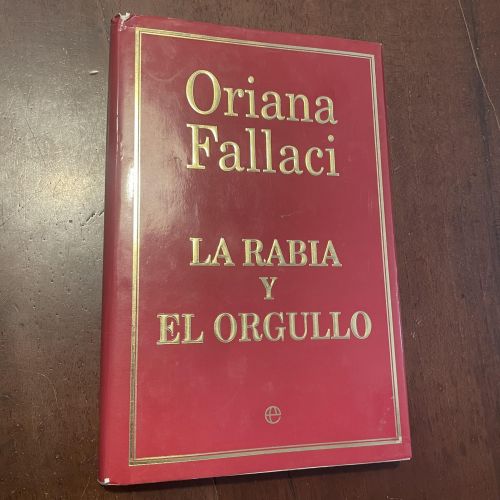 Oriana
Fallaci
LA RABIA
Y
EL ORGULLO